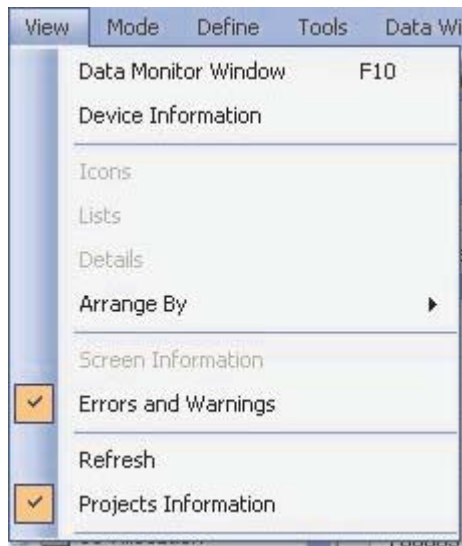 View Mode Define Tools Data Wi
Data Monitor Window F10
Device Information
Icons
Lists
Details
Arrange By
Screen Information
Errors and Warnings
Refresh
Projects Information